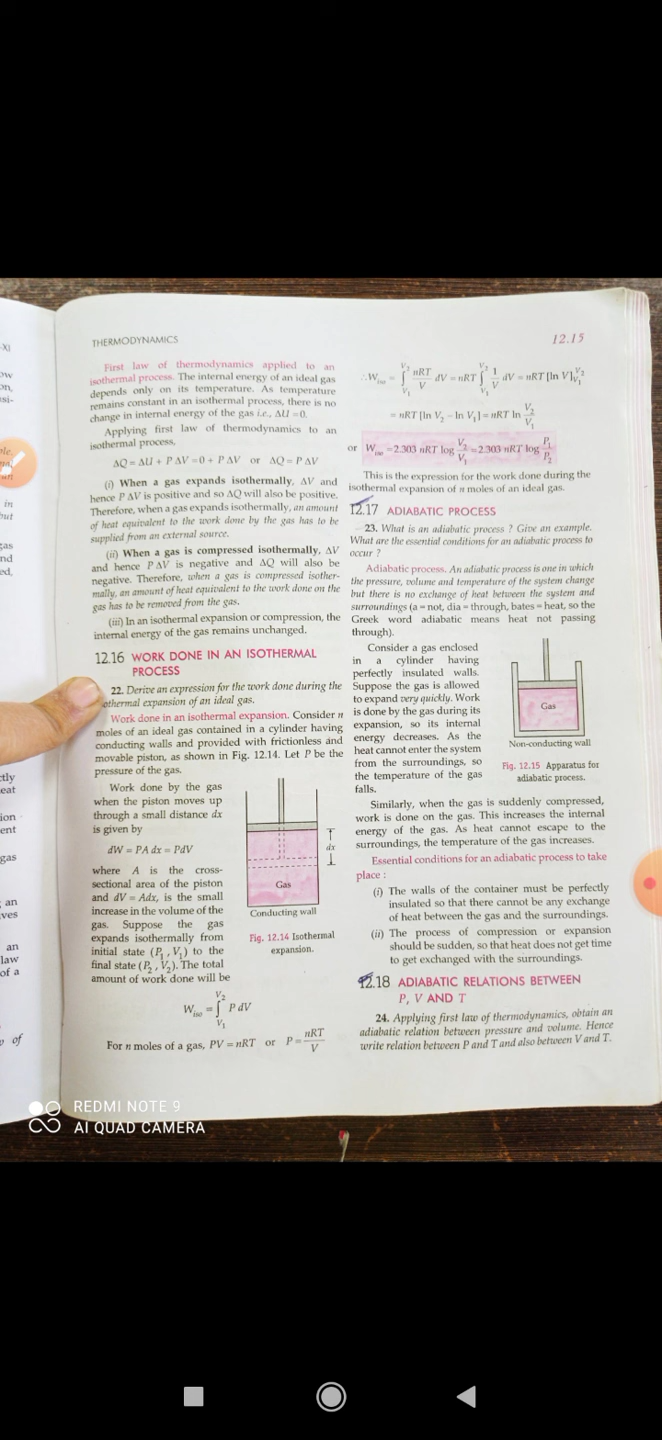 THERMODYNAMICS
12.15
First law of thermodynamics applied to an
isothermal process. The internal energy of an ideal gas
depends only on its temperature. As temperature
remains constant in an isothermal process, there is no
change in internal energy of the gas i.e., ΔU = 0.
Applying first law of thermodynamics to an
isothermal process,
ΔQ = ΔU + P ΔV = 0 + P ΔV or ΔQ = P ΔV
(i) When a gas expands isothermally, ΔV and
hence P ΔV is positive and so ΔQ will also be positive.
Therefore, when a gas expands isothermally, an amount
of heat equivalent to the work done by the gas has to be
supplied from an external source.
(ii) When a gas is compressed isothermally, ΔV
and hence P ΔV is negative and ΔQ will also be
negative. Therefore, when a gas is compressed isother-
mally, an amount of heat equivalent to the work done on the
gas has to be removed from the gas.
(iii) In an isothermal expansion or compression, the
internal energy of the gas remains unchanged.
12.16 WORK DONE IN AN ISOTHERMAL
PROCESS
22. Derive an expression for the work done during the
othermal expansion of an ideal gas.
Work done in an isothermal expansion. Consider n
moles of an ideal gas contained in a cylinder having
conducting walls and provided with frictionless and
movable piston, as shown in Fig. 12.14. Let P be the
pressure of the gas.
Work done by the gas
when the piston moves up
through a small distance dx
is given by
dW = PA dx = PdV
where A is the cross-
sectional area of the piston
and dV = Adx, is the small
increase in the volume of the
gas. Suppose the gas
expands isothermally from
initial state (P₁, V₁) to the
final state (P₂, V₂). The total
amount of work done will be
dx
Gas
Conducting wall
Fig. 12.14 Isothermal
expansion.
W_iso = ∫_{V₁}^{V₂} P dV
For n moles of a gas, PV = nRT or P = nRT/V
∴ W_iso = ∫_{V₁}^{V₂} nRT/V dV = nRT ∫_{V₁}^{V₂} 1/V dV = nRT [ln V]_{V₁}^{V₂}
= nRT [ln V₂ − ln V₁] = nRT ln V₂/V₁
or W_iso = 2.303 nRT log V₂/V₁ = 2.303 nRT log P₁/P₂
This is the expression for the work done during the
isothermal expansion of n moles of an ideal gas.
12.17 ADIABATIC PROCESS
23. What is an adiabatic process ? Give an example.
What are the essential conditions for an adiabatic process to
occur ?
Adiabatic process. An adiabatic process is one in which
the pressure, volume and temperature of the system change
but there is no exchange of heat between the system and
surroundings (a = not, dia = through, bates = heat, so the
Greek word adiabatic means heat not passing
through).
Consider a gas enclosed
in a cylinder having
perfectly insulated walls.
Suppose the gas is allowed
to expand very quickly. Work
is done by the gas during its
expansion, so its internal
energy decreases. As the
heat cannot enter the system
from the surroundings, so
the temperature of the gas
falls.
Gas
Non-conducting wall
Fig. 12.15 Apparatus for
adiabatic process.
Similarly, when the gas is suddenly compressed,
work is done on the gas. This increases the internal
energy of the gas. As heat cannot escape to the
surroundings, the temperature of the gas increases.
Essential conditions for an adiabatic process to take
place :
(i) The walls of the container must be perfectly
insulated so that there cannot be any exchange
of heat between the gas and the surroundings.
(ii) The process of compression or expansion
should be sudden, so that heat does not get time
to get exchanged with the surroundings.
12.18 ADIABATIC RELATIONS BETWEEN
P, V AND T
24. Applying first law of thermodynamics, obtain an
adiabatic relation between pressure and volume. Hence
write relation between P and T and also between V and T.
REDMI NOTE 9
AI QUAD CAMERA